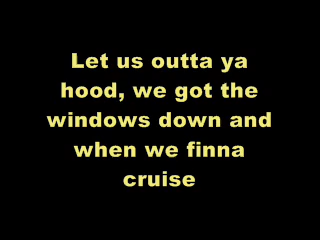 Let us outta ya
hood, we got the
windows down and
when we finna
cruise